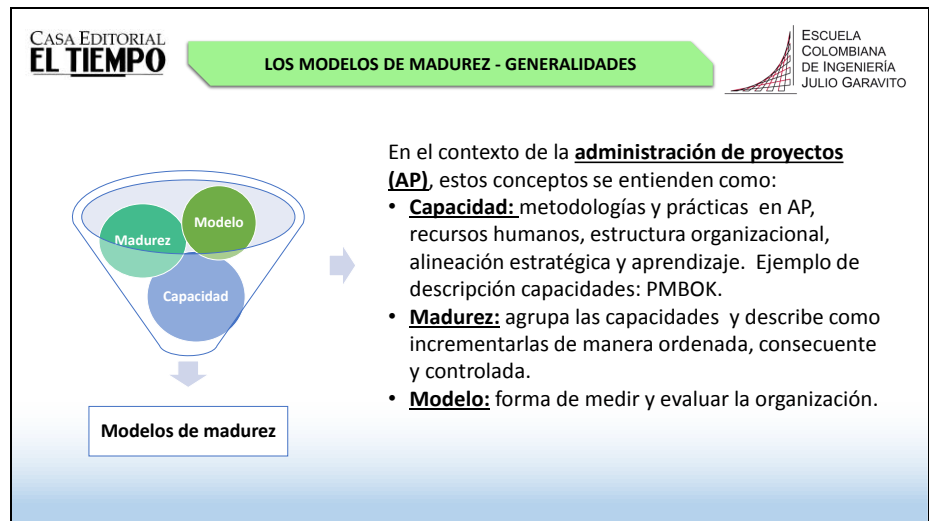 CASA EDITORIAL
EL TIEMPO
LOS MODELOS DE MADUREZ - GENERALIDADES
ESCUELA
COLOMBIANA
DE INGENIERÍA
JULIO GARAVITO
Madurez
Modelo
Capacidad
Modelos de madurez
En el contexto de la administración de proyectos
(AP), estos conceptos se entienden como:
• Capacidad: metodologías y prácticas en AP,
recursos humanos, estructura organizacional,
alineación estratégica y aprendizaje. Ejemplo de
descripción capacidades: PMBOK.
• Madurez: agrupa las capacidades y describe como
incrementarlas de manera ordenada, consecuente
y controlada.
• Modelo: forma de medir y evaluar la organización.